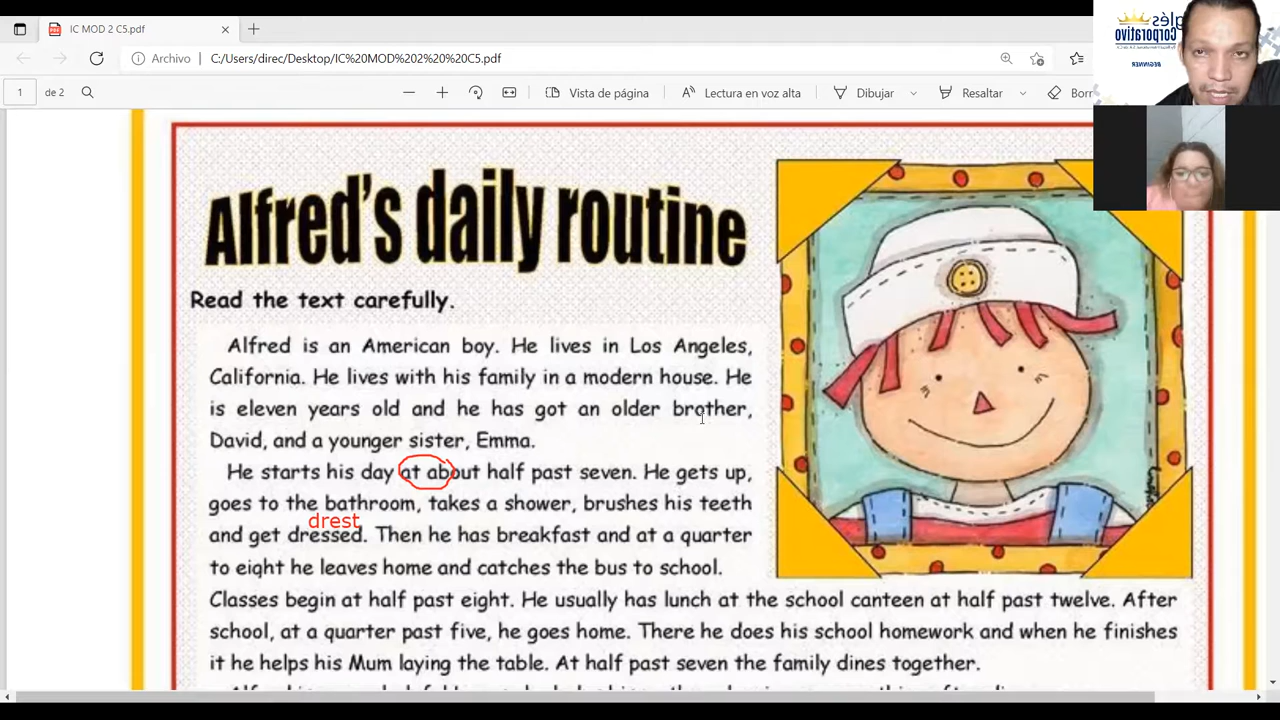 IC MOD 2 C5.pdf
Archivo C:/Users/direc/Desktop/IC%20MOD%202%20C5.pdf
1 de 2 Vista de página Lectura en voz alta Dibujar Resaltar Borr
Inglés
Corporativo
BEGINNER
Alfred's daily routine
Read the text carefully.
Alfred is an American boy. He lives in Los Angeles,
California. He lives with his family in a modern house. He
is eleven years old and he has got an older brother,
David, and a younger sister, Emma.
He starts his day at about half past seven. He gets up,
goes to the bathroom, takes a shower, brushes his teeth
drest
and get dressed. Then he has breakfast and at a quarter
to eight he leaves home and catches the bus to school.
Classes begin at half past eight. He usually has lunch at the school canteen at half past twelve. After
school, at a quarter past five, he goes home. There he does his school homework and when he finishes
it he helps his Mum laying the table. At half past seven the family dines together.